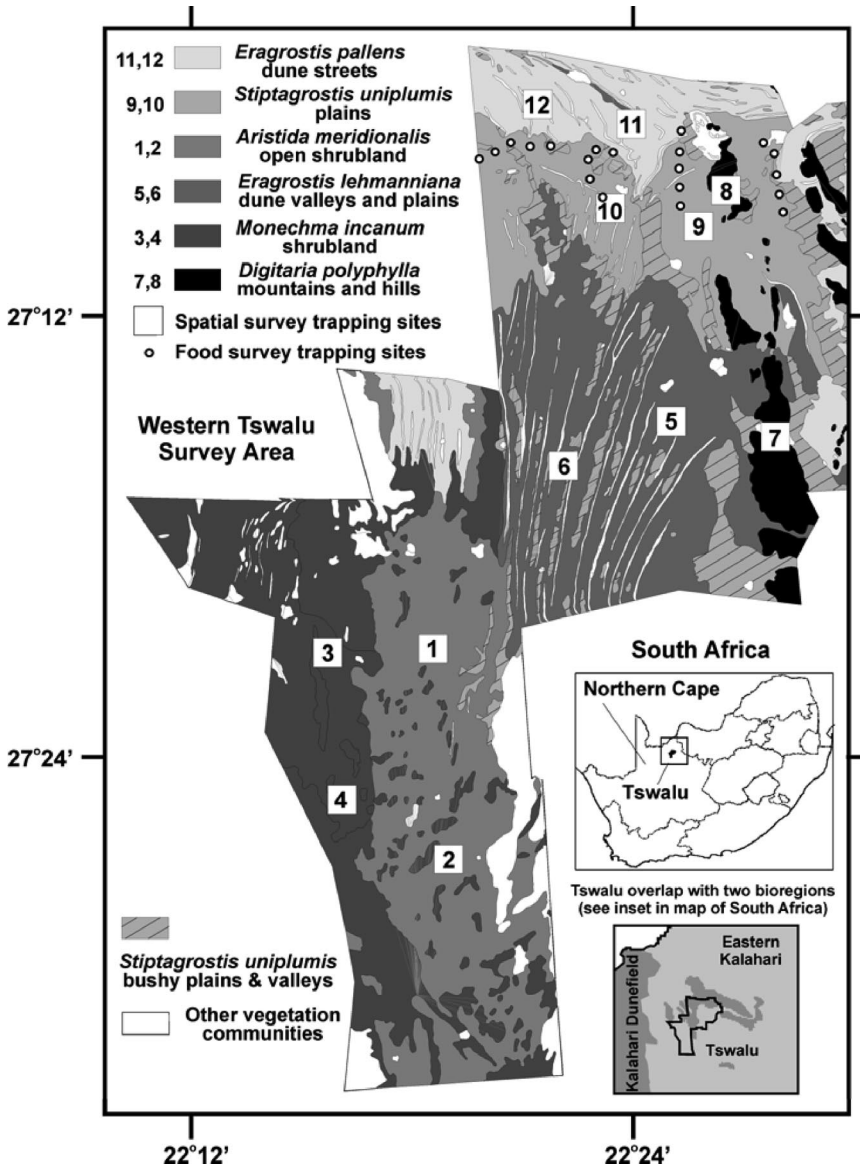 11,12 Eragrostis pallens
dune streets
9,10 Stiptagrostis uniplumis
plains
1,2 Aristida meridionalis
open shrubland
5,6 Eragrostis lehmanniana
dune valleys and plains
3,4 Monechma incanum
shrubland
7,8 Digitaria polyphylla
mountains and hills
Spatial survey trapping sites
Food survey trapping sites
27°12'
Western Tswalu
Survey Area
12
11
10
9
8
7
6
5
1
3
4
2
27°24'
South Africa
Northern Cape
Tswalu
Tswalu overlap with two bioregions
(see inset in map of South Africa)
Kalahari Dunefield
Eastern
Kalahari
Tswalu
Stiptagrostis uniplumis
bushy plains & valleys
Other vegetation
communities
22°12'
22°24'